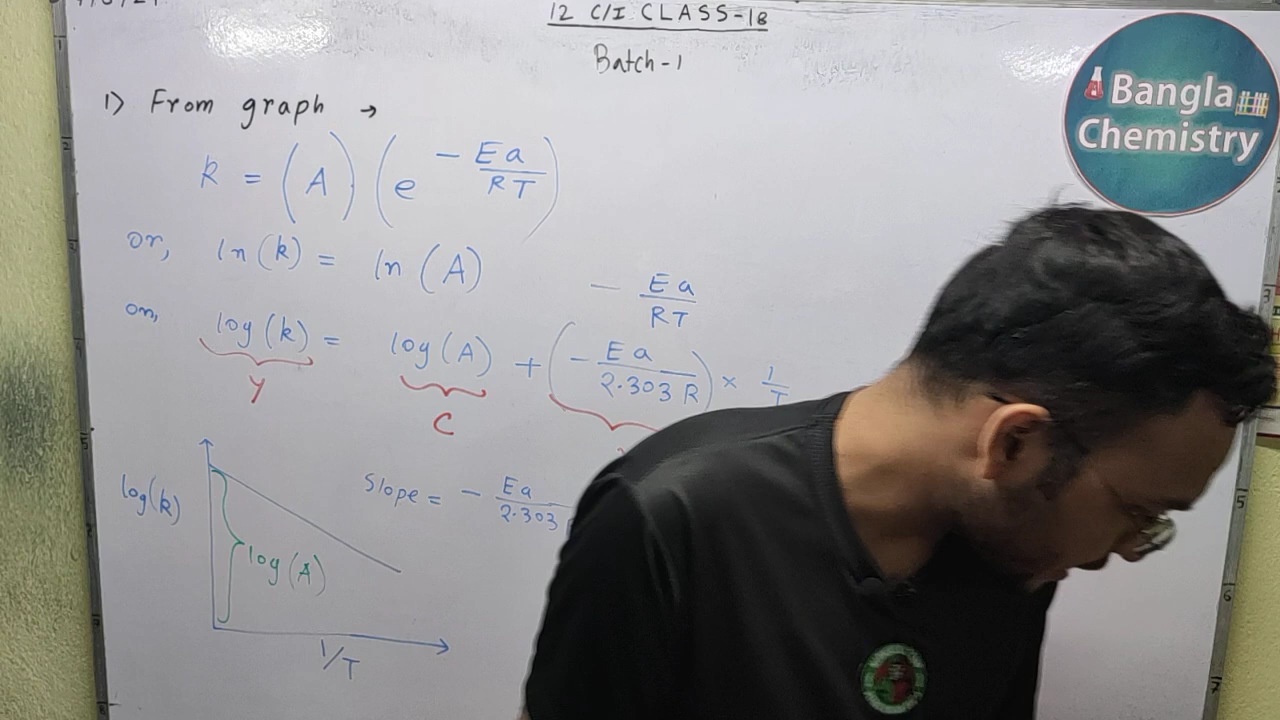 12 C/I CLASS-18
Batch-1
Bangla
Chemistry
1) From graph →
k = (A) (e^{- Ea/RT})
or, ln (k) = ln (A) - Ea/RT
or, log (k) = log (A) + (- Ea/2.303 R) × 1/T
y
C
log(k)
Slope = - Ea/2.303
log (A)
1/T